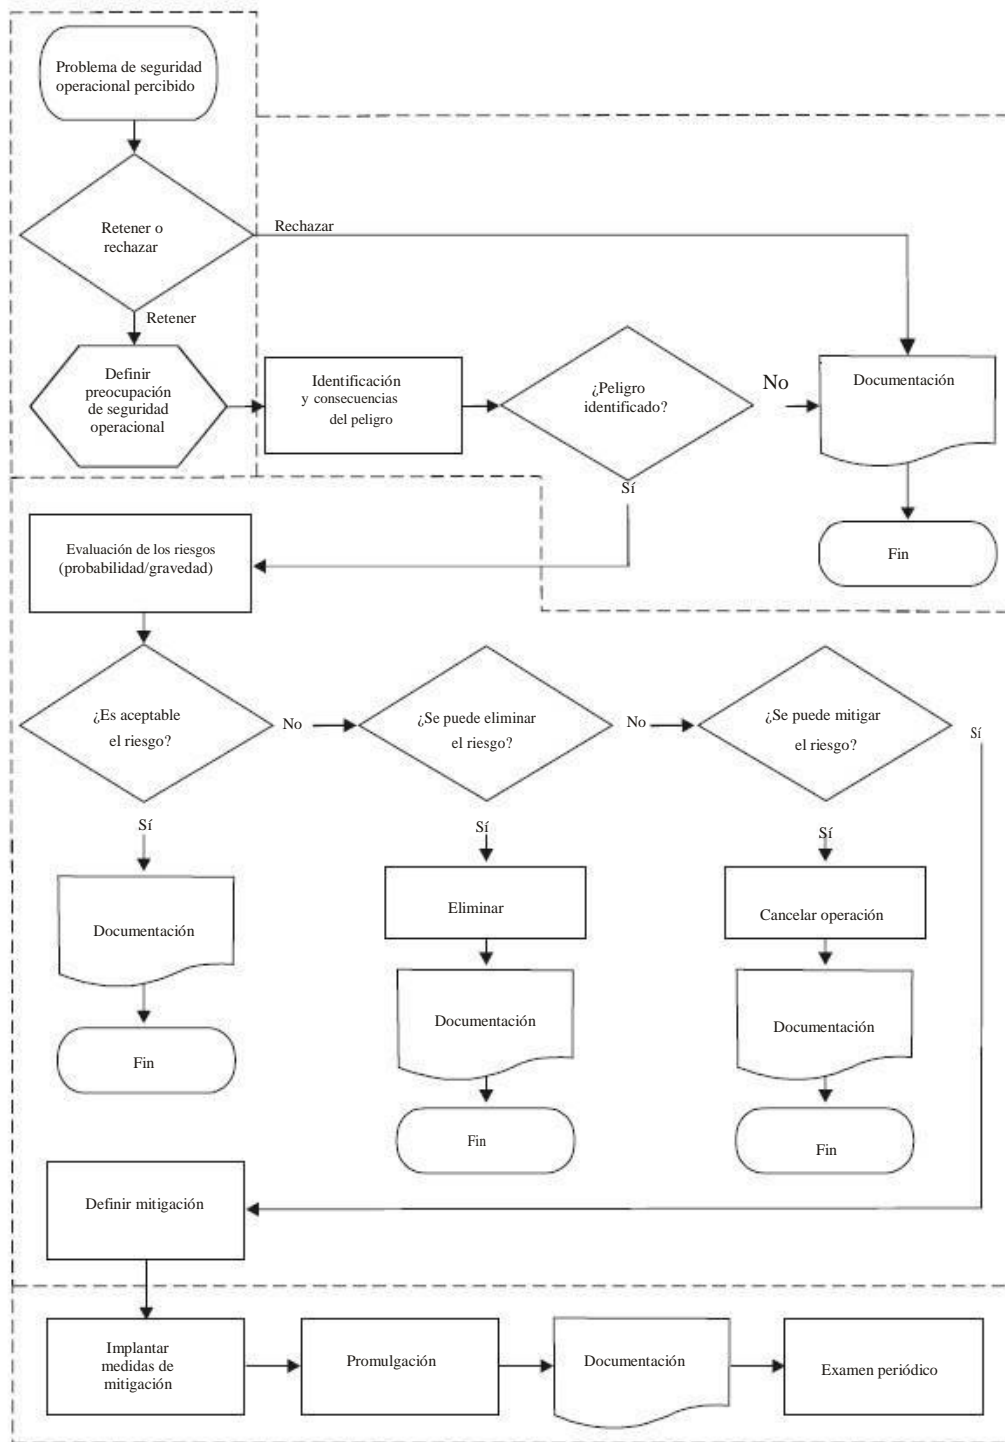 Problema de seguridad
operacional percibido
Retener o
rechazar
Rechazar
Retener
Definir
preocupación
de seguridad
operacional
Identificación
y consecuencias
del peligro
¿Peligro
identificado?
No
Documentación
Sí
Fin
Evaluación de los riesgos
(probabilidad/gravedad)
¿Es aceptable
el riesgo?
No
¿Se puede eliminar
el riesgo?
No
¿Se puede mitigar
el riesgo?
Sí
Sí
Sí
Sí
Documentación
Eliminar
Cancelar operación
Documentación
Documentación
Fin
Fin
Fin
Definir mitigación
Implantar
medidas de
mitigación
Promulgación
Documentación
Examen periódico